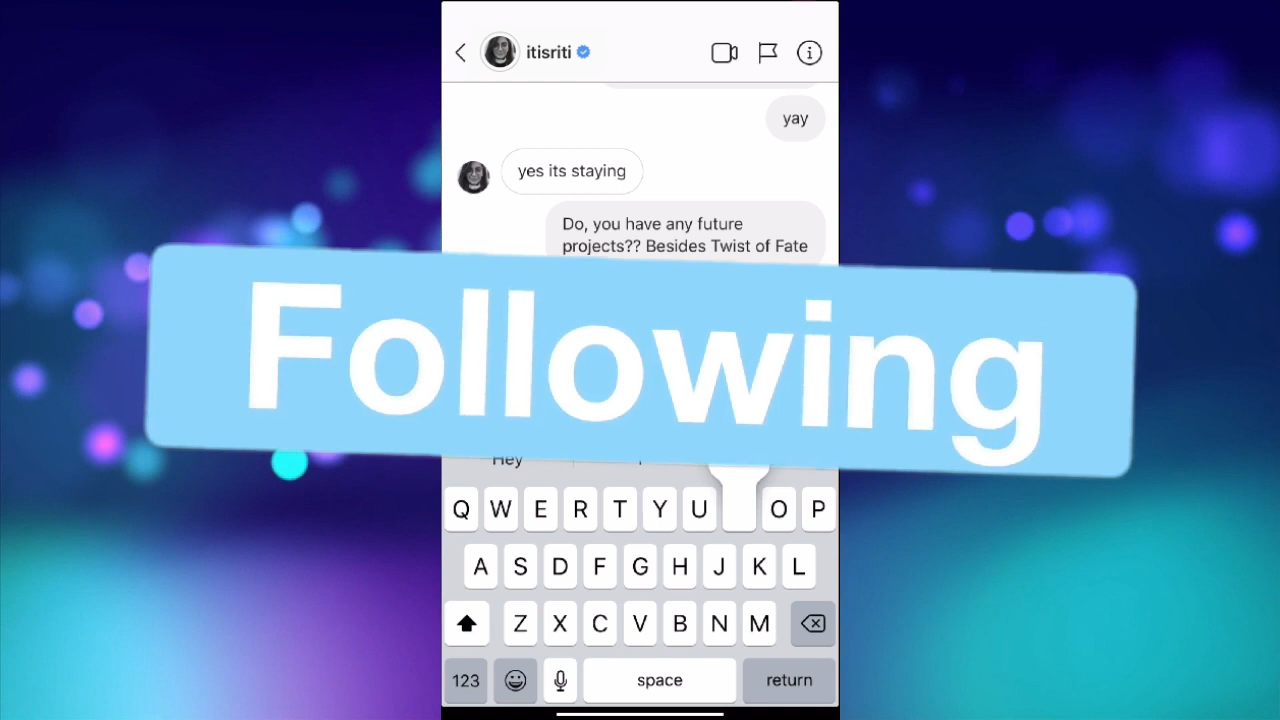 itisriti
yay
yes its staying
Do, you have any future
projects?? Besides Twist of Fate
Following
Hey
Q W E R T Y U O P
A S D F G H J K L
Z X C V B N M
123 space return